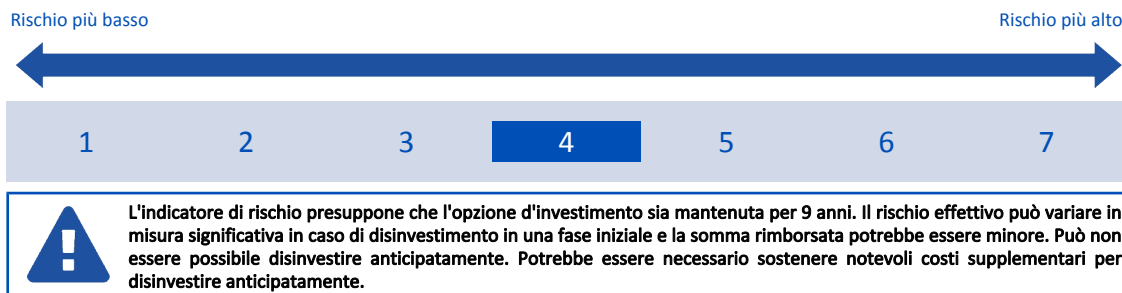 Rischio più basso Rischio più alto
1 2 3 4 5 6 7
L'indicatore di rischio presuppone che l'opzione d'investimento sia mantenuta per 9 anni. Il rischio effettivo può variare in
misura significativa in caso di disinvestimento in una fase iniziale e la somma rimborsata potrebbe essere minore. Può non
essere possibile disinvestire anticipatamente. Potrebbe essere necessario sostenere notevoli costi supplementari per
disinvestire anticipatamente.